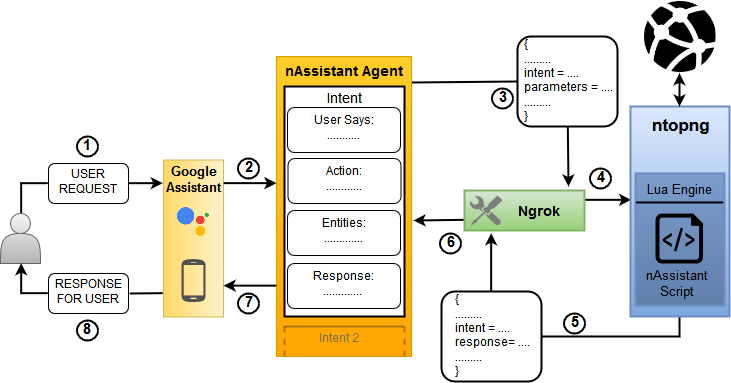 1
USER
REQUEST
Google
Assistant
2
nAssistant Agent
Intent
User Says:
...........
Action:
............
Entities:
.............
Response:
.............
Intent 2
3
{
.........
intent = ....
parameters = ....
.........
}
Ngrok
4
ntopng
Lua Engine
</>
nAssistant
Script
5
{
.........
intent = ....
response= ....
.........
}
6
7
RESPONSE
FOR USER
8